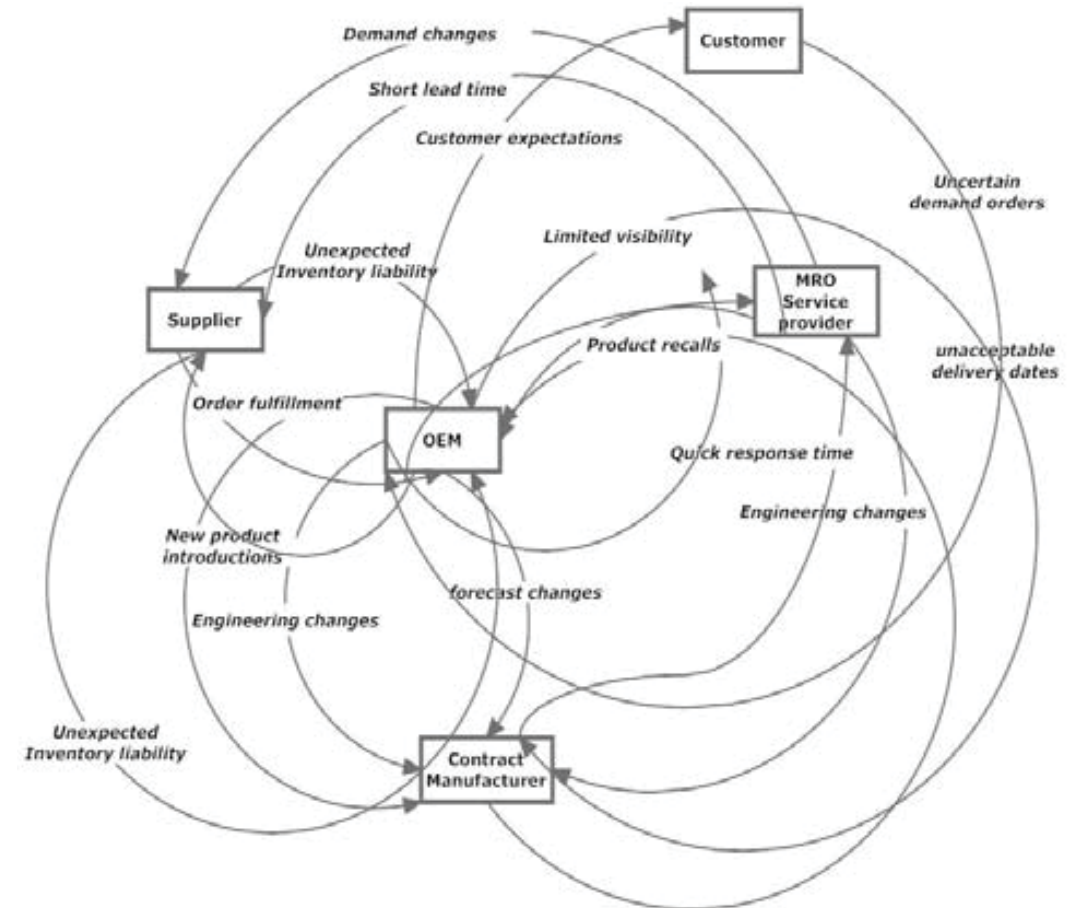 Demand changes
Customer
Short lead time
Customer expectations
Uncertain
demand orders
Limited visibility
Unexpected
Inventory liability
MRO
Service
provider
Supplier
Product recalls
unacceptable
delivery dates
Order fulfillment
OEM
Quick response time
Engineering changes
New product
introductions
forecast changes
Engineering changes
Unexpected
Inventory liability
Contract
Manufacturer